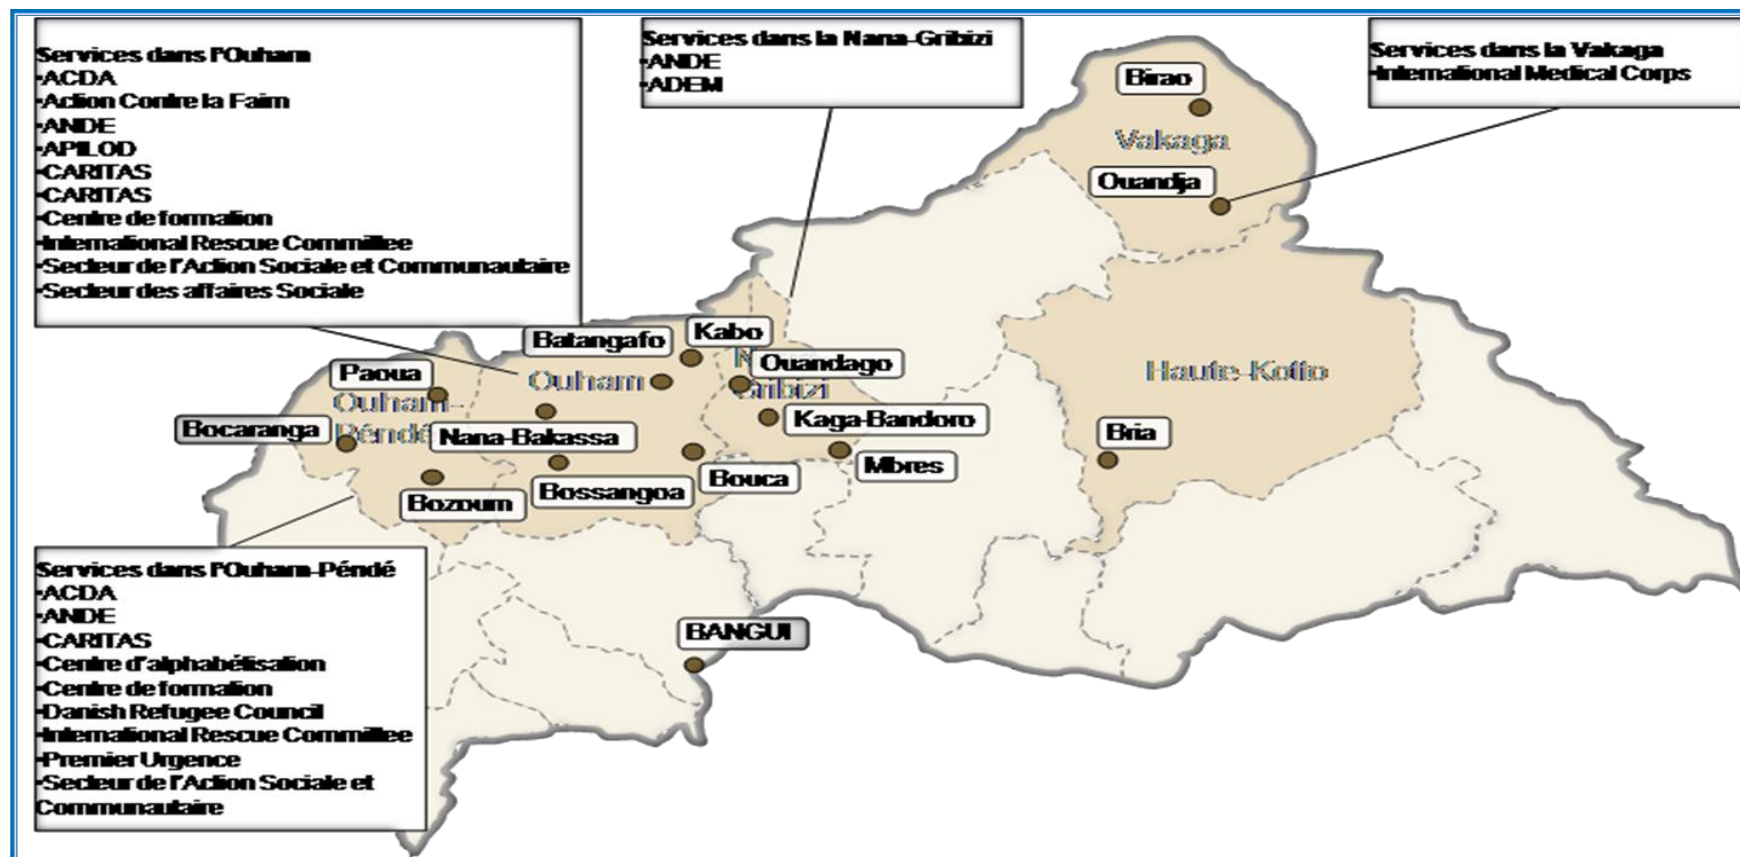 Services dans l'Ouham
•ACDA
•Action Contre la Faim
•ANDE
•APILOD
•CARITAS
•CARITAS
•Centre de formation
•International Rescue Committee
•Secteur de l'Action Sociale et Communautaire
•Secteur des affaires Sociale
Services dans la Nana-Gribizi
•ANDE
•ADEM
Services dans la Vakaga
•International Medical Corps
Birao
Vakaga
Ouandja
Batangafo
Kabo
Ouandago
Gribizi
Haute-Kotto
Paoua
Ouham
Ouham-
Péndé
Bocaranga
Nana-Bakassa
Kaga-Bandoro
Bria
Mbres
Bouca
Bossangoa
Bozoum
Services dans l'Ouham-Péndé
•ACDA
•ANDE
•CARITAS
•Centre d'alphabétisation
•Centre de formation
•Danish Refugee Council
•International Rescue Committee
•Premier Urgence
•Secteur de l'Action Sociale et
Communautaire
BANGUI